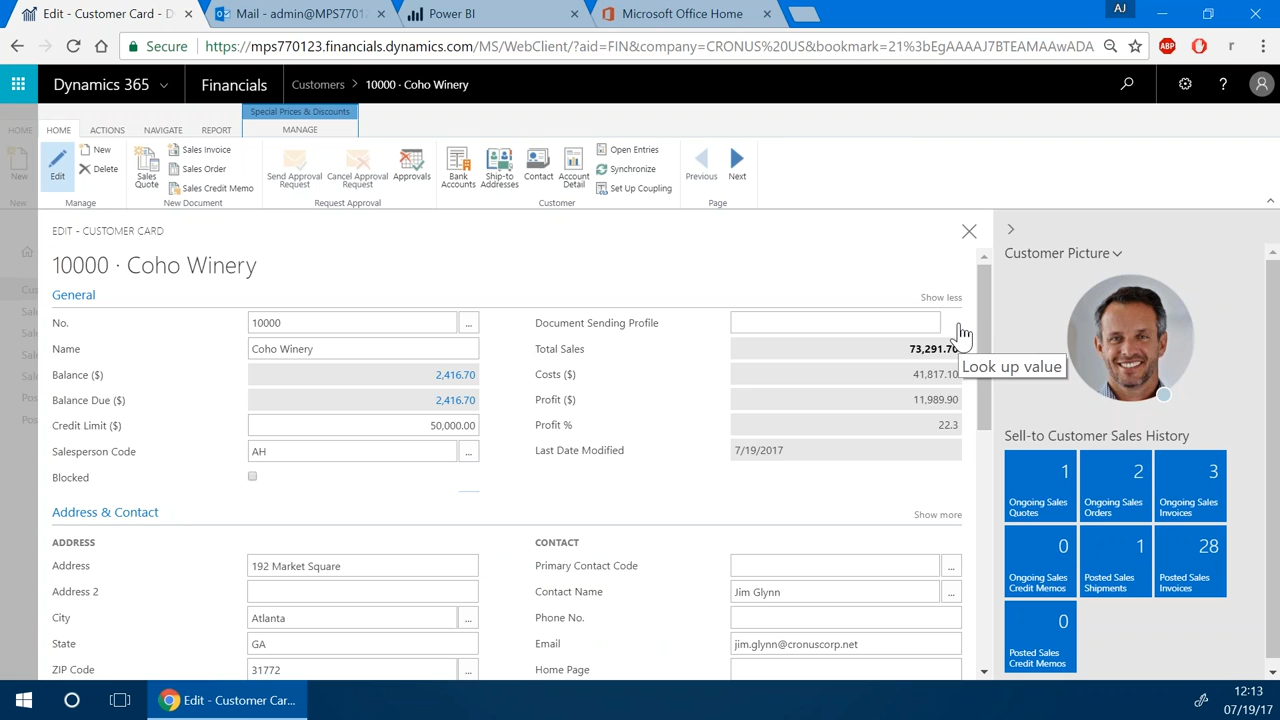 Edit - Customer Card - D
Mail - admin@MPS7701
Power BI
Microsoft Office Home
AJ
Secure
https://mps770123.financials.dynamics.com/MS/WebClient/?aid=FIN&company=CRONUS%20US&bookmark=21%3bEgAAAAJ7BTEAMAAwADA
ABP
r
Dynamics 365
Financials
Customers > 10000 · Coho Winery
?
Special Prices & Discounts
HOME
HOME
ACTIONS
NAVIGATE
REPORT
MANAGE
New
New
Edit
New
Delete
Manage
Sales Quote
Sales Invoice
Sales Order
Sales Credit Memo
New Document
Send Approval Request
Cancel Approval Request
Approvals
Request Approval
Bank Accounts
Ship-to Addresses
Contact
Account Detail
Open Entries
Synchronize
Set Up Coupling
Customer
Previous
Next
Page
EDIT - CUSTOMER CARD
10000 · Coho Winery
General
Show less
No.
10000
...
Name
Coho Winery
Balance ($)
2,416.70
Balance Due ($)
2,416.70
Credit Limit ($)
50,000.00
Salesperson Code
AH
...
Blocked
Document Sending Profile
Total Sales
73,291.70
Costs ($)
41,817.10
Profit ($)
11,989.90
Profit %
22.3
Last Date Modified
7/19/2017
Look up value
Address & Contact
Show more
ADDRESS
Address
192 Market Square
Address 2
City
Atlanta
...
State
GA
ZIP Code
31772
...
CONTACT
Primary Contact Code
...
Contact Name
Jim Glynn
...
Phone No.
Email
jim.glynn@cronuscorp.net
Home Page
Customer Picture
Sell-to Customer Sales History
1
Ongoing Sales Quotes
2
Ongoing Sales Orders
3
Ongoing Sales Invoices
0
Ongoing Sales Credit Memos
1
Posted Sales Shipments
28
Posted Sales Invoices
0
Posted Sales Credit Memos
Edit - Customer Car...
12:13
07/19/17